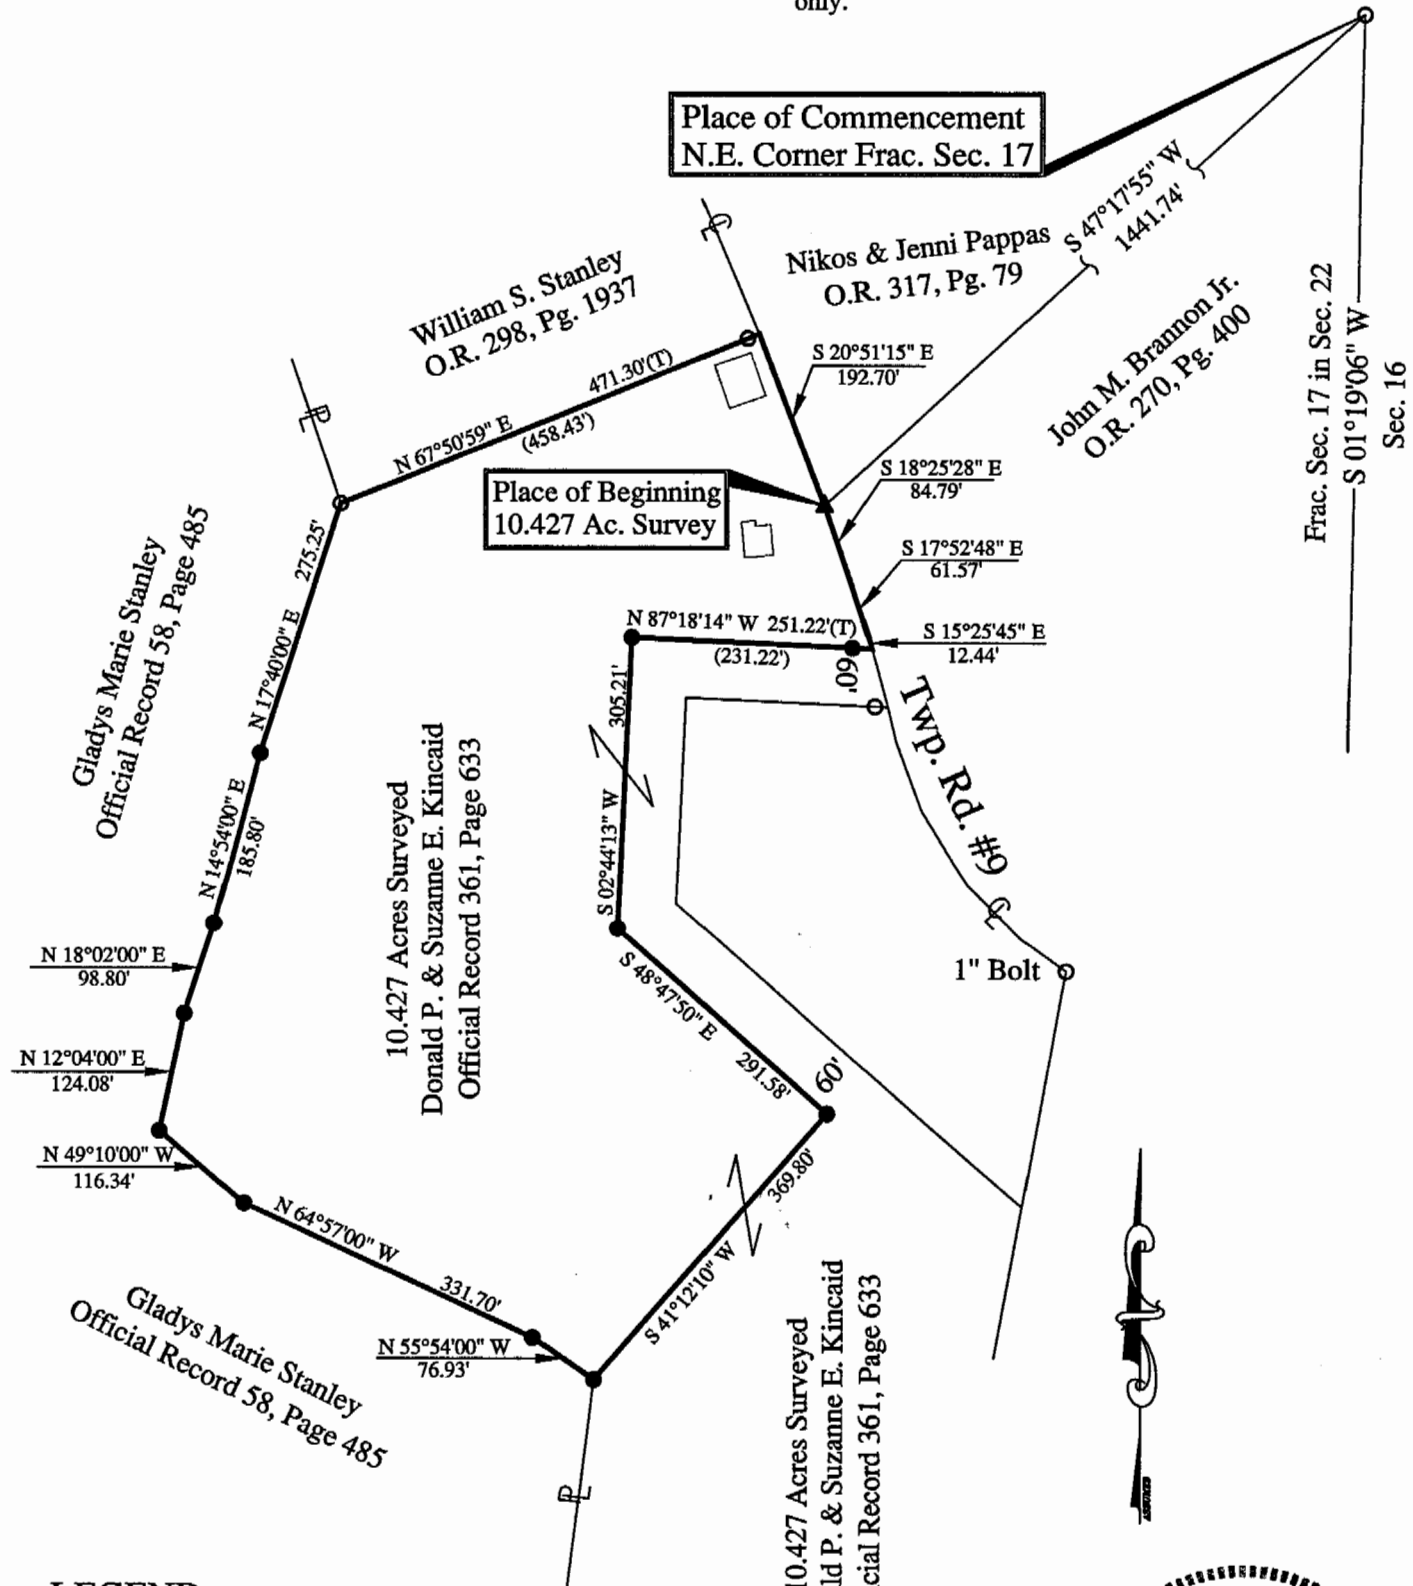 only.
Place of Commencement
N.E. Corner Frac. Sec. 17
S 47°17'55" W
1441.74'
Nikos & Jenni Pappas
O.R. 317, Pg. 79
William S. Stanley
O.R. 298, Pg. 1937
John M. Brannon Jr.
O.R. 270, Pg. 400
Frac. Sec. 17 in Sec. 22
S 01°19'06" W
Sec. 16
471.30'(T)
N 67°50'59" E
(458.43')
S 20°51'15" E
192.70'
Place of Beginning
10.427 Ac. Survey
S 18°25'28" E
84.79'
S 17°52'48" E
61.57'
S 15°25'45" E
12.44'
N 87°18'14" W 251.22'(T)
(231.22')
60'
Twp. Rd. #9
275.25'
N 17°40'00" E
Gladys Marie Stanley
Official Record 58, Page 485
305.21'
S 02°44'13" W
10.427 Acres Surveyed
Donald P. & Suzanne E. Kincaid
Official Record 361, Page 633
N 14°54'00" E
185.80'
N 18°02'00" E
98.80'
1" Bolt
S 48°47'50" E
291.58'
60'
N 12°04'00" E
124.08'
N 49°10'00" W
116.34'
N 64°57'00" W
331.70'
369.80'
S 41°12'10" W
N 55°54'00" W
76.93'
Gladys Marie Stanley
Official Record 58, Page 485
10.427 Acres Surveyed
ld P. & Suzanne E. Kincaid
cial Record 361, Page 633
LEGEND